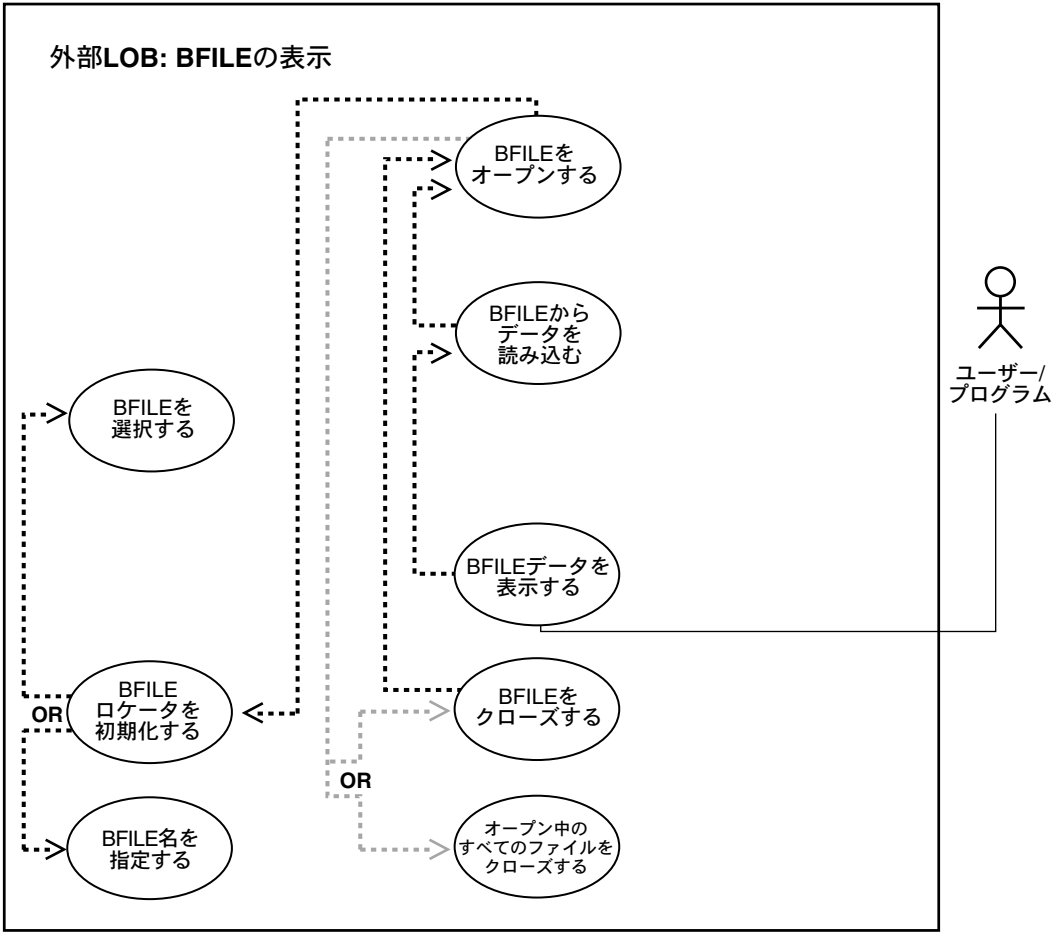 外部LOB: BFILEの表示
BFILEを
オープンする
BFILEから
データを
読み込む
ユーザー/
プログラム
BFILEを
選択する
BFILEデータを
表示する
BFILE
ロケータを
初期化する
OR
BFILEを
クローズする
OR
BFILE名を
指定する
オープン中の
すべてのファイルを
クローズする